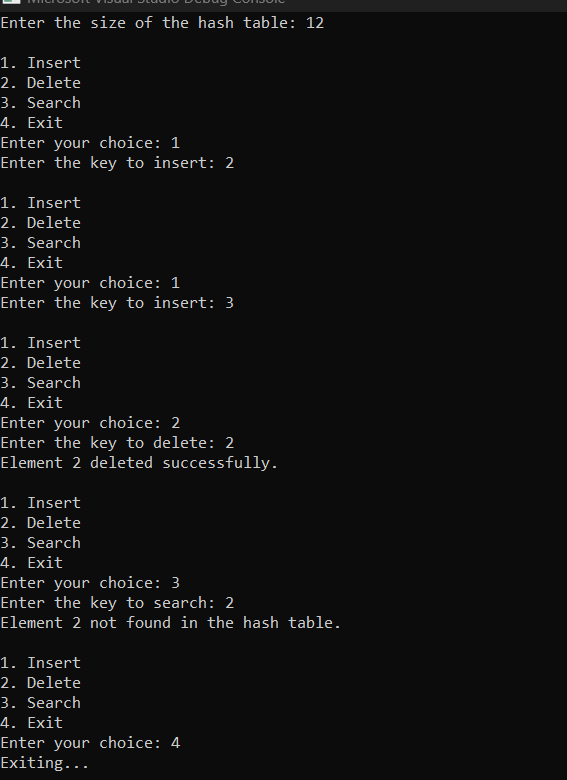 Microsoft Visual Studio Debug Console
Enter the size of the hash table: 12
1. Insert
2. Delete
3. Search
4. Exit
Enter your choice: 1
Enter the key to insert: 2
1. Insert
2. Delete
3. Search
4. Exit
Enter your choice: 1
Enter the key to insert: 3
1. Insert
2. Delete
3. Search
4. Exit
Enter your choice: 2
Enter the key to delete: 2
Element 2 deleted successfully.
1. Insert
2. Delete
3. Search
4. Exit
Enter your choice: 3
Enter the key to search: 2
Element 2 not found in the hash table.
1. Insert
2. Delete
3. Search
4. Exit
Enter your choice: 4
Exiting...